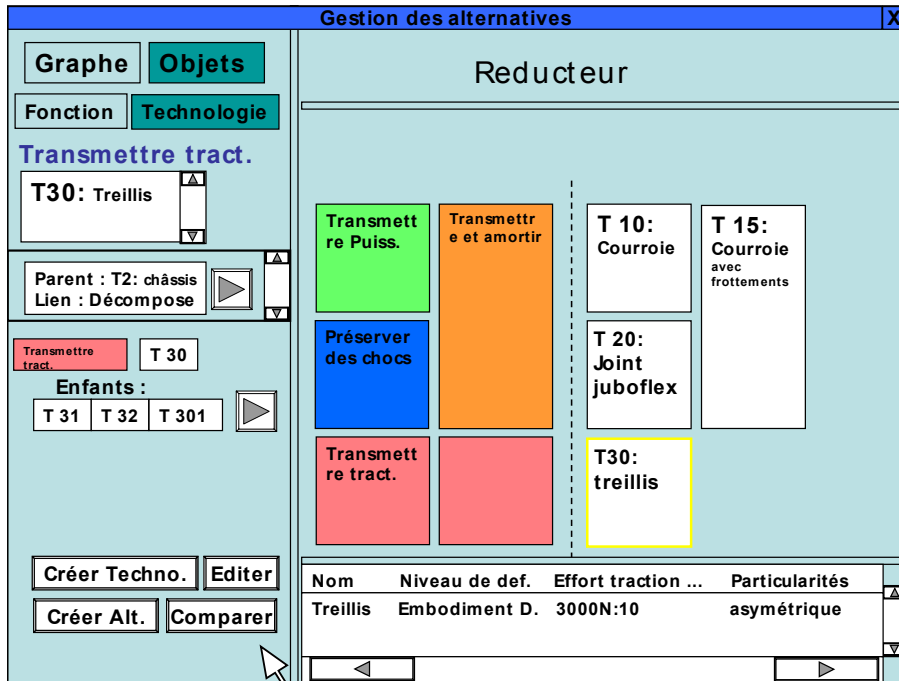 Gestion des alternatives
X
Graphe
Objets
Fonction
Technologie
Transmettre tract.
T30: Treillis
Parent : T2: châssis
Lien : Décompose
Transmettre
tract.
T 30
Enfants :
T 31
T 32
T 301
Créer Techno.
Editer
Créer Alt.
Comparer
Reducteur
Transmett
re Puiss.
Transmettr
e et amortir
Préserver
des chocs
Transmett
re tract.
T 10:
Courroie
T 15:
Courroie
avec
frottements
T 20:
Joint
juboflex
T30:
treillis
Nom Niveau de def. Effort traction ... Particularités
Treillis Embodiment D. 3000N:10 asymétrique